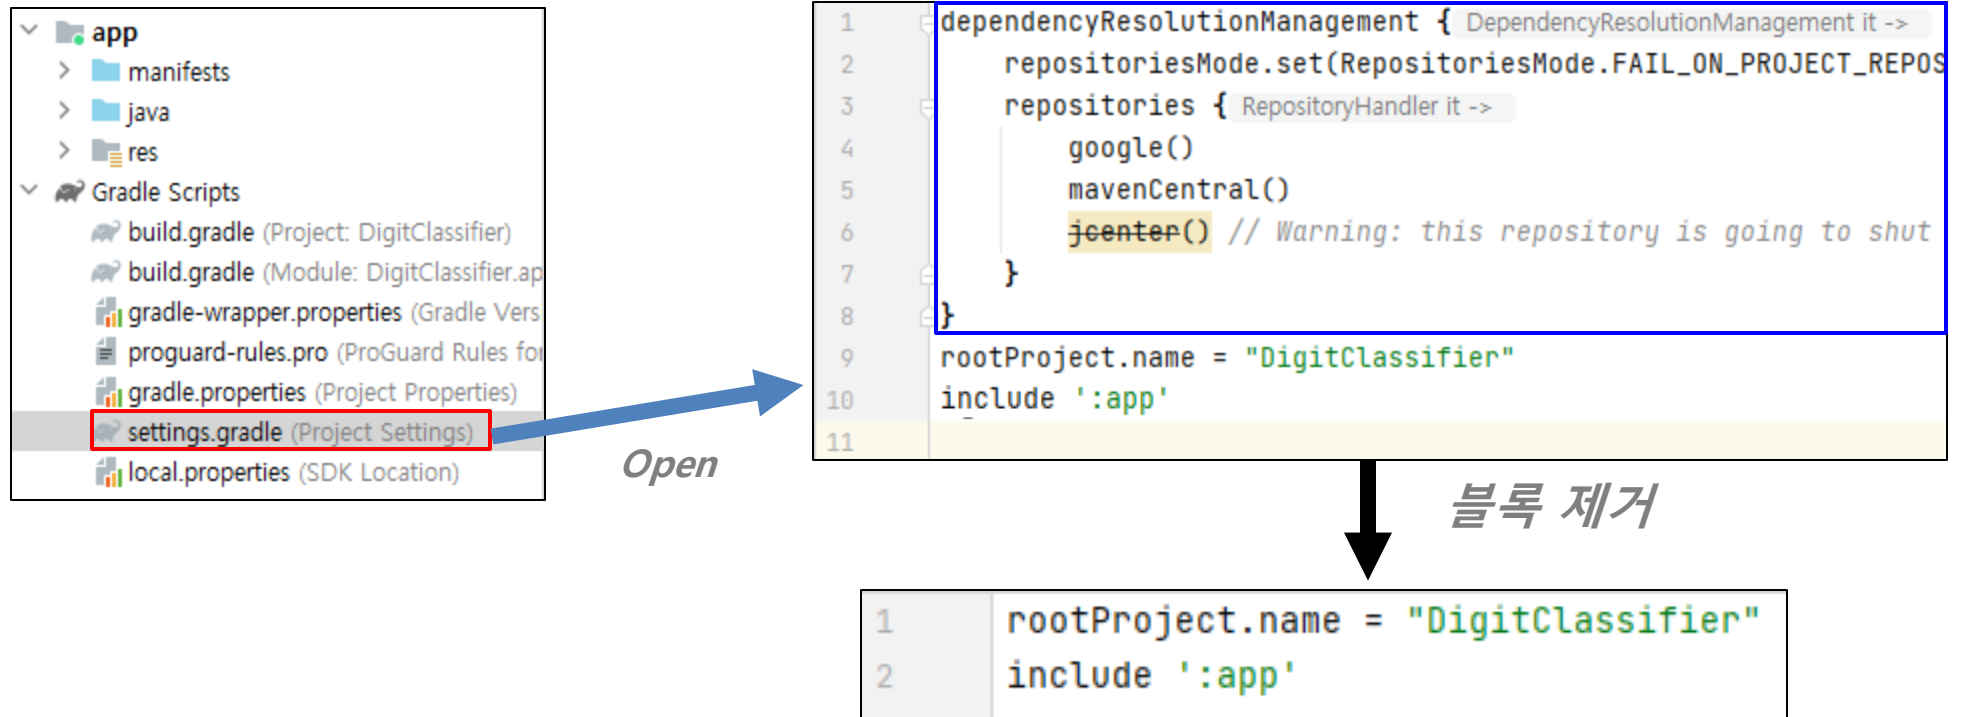 app
manifests
java
res
Gradle Scripts
build.gradle (Project: DigitClassifier)
build.gradle (Module: DigitClassifier.ap
gradle-wrapper.properties (Gradle Vers
proguard-rules.pro (ProGuard Rules for
gradle.properties (Project Properties)
settings.gradle (Project Settings)
local.properties (SDK Location)
Open
1 dependencyResolutionManagement { DependencyResolutionManagement it ->
2 repositoriesMode.set(RepositoriesMode.FAIL_ON_PROJECT_REPOS
3 repositories { RepositoryHandler it ->
4 google()
5 mavenCentral()
6 jcenter() // Warning: this repository is going to shut
7 }
8 }
9 rootProject.name = "DigitClassifier"
10 include ':app'
11
블록 제거
1 rootProject.name = "DigitClassifier"
2 include ':app'